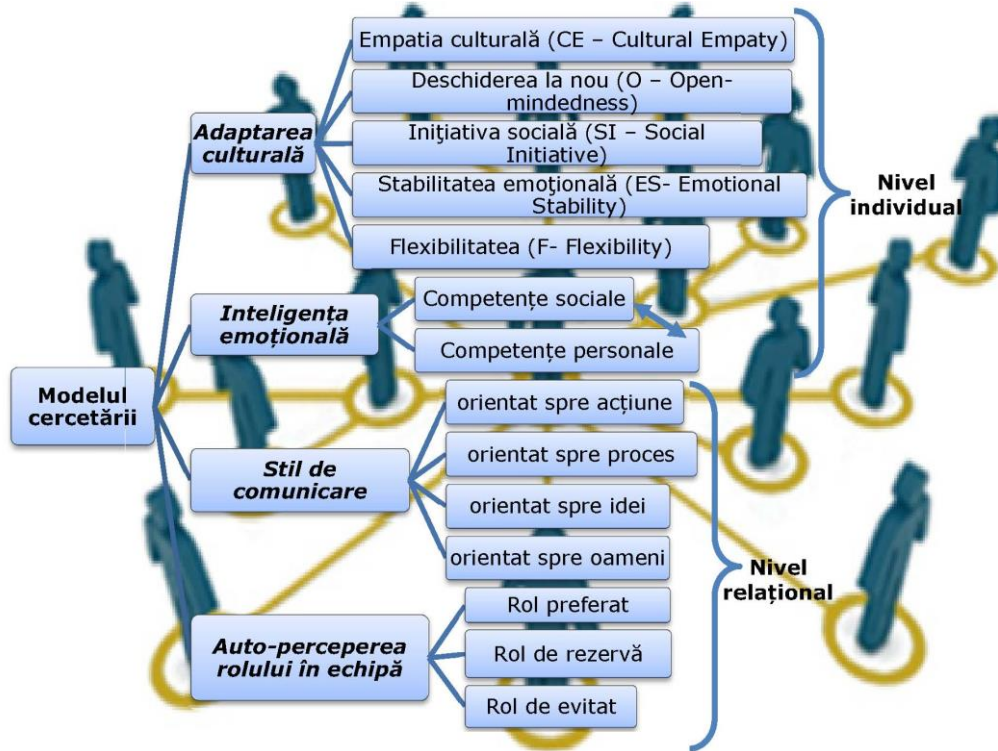 Empatia culturală (CE – Cultural Empaty)
Deschiderea la nou (O – Open-
mindedness)
Iniţiativa socială (SI – Social
Initiative)
Stabilitatea emoţională (ES- Emotional
Stability)
Flexibilitatea (F- Flexibility)
Adaptarea
culturală
Nivel
individual
Inteligența
emoțională
Competențe sociale
Competențe personale
Modelul
cercetării
Stil de
comunicare
orientat spre acțiune
orientat spre proces
orientat spre idei
orientat spre oameni
Nivel
relațional
Auto-perceperea
rolului în echipă
Rol preferat
Rol de rezervă
Rol de evitat